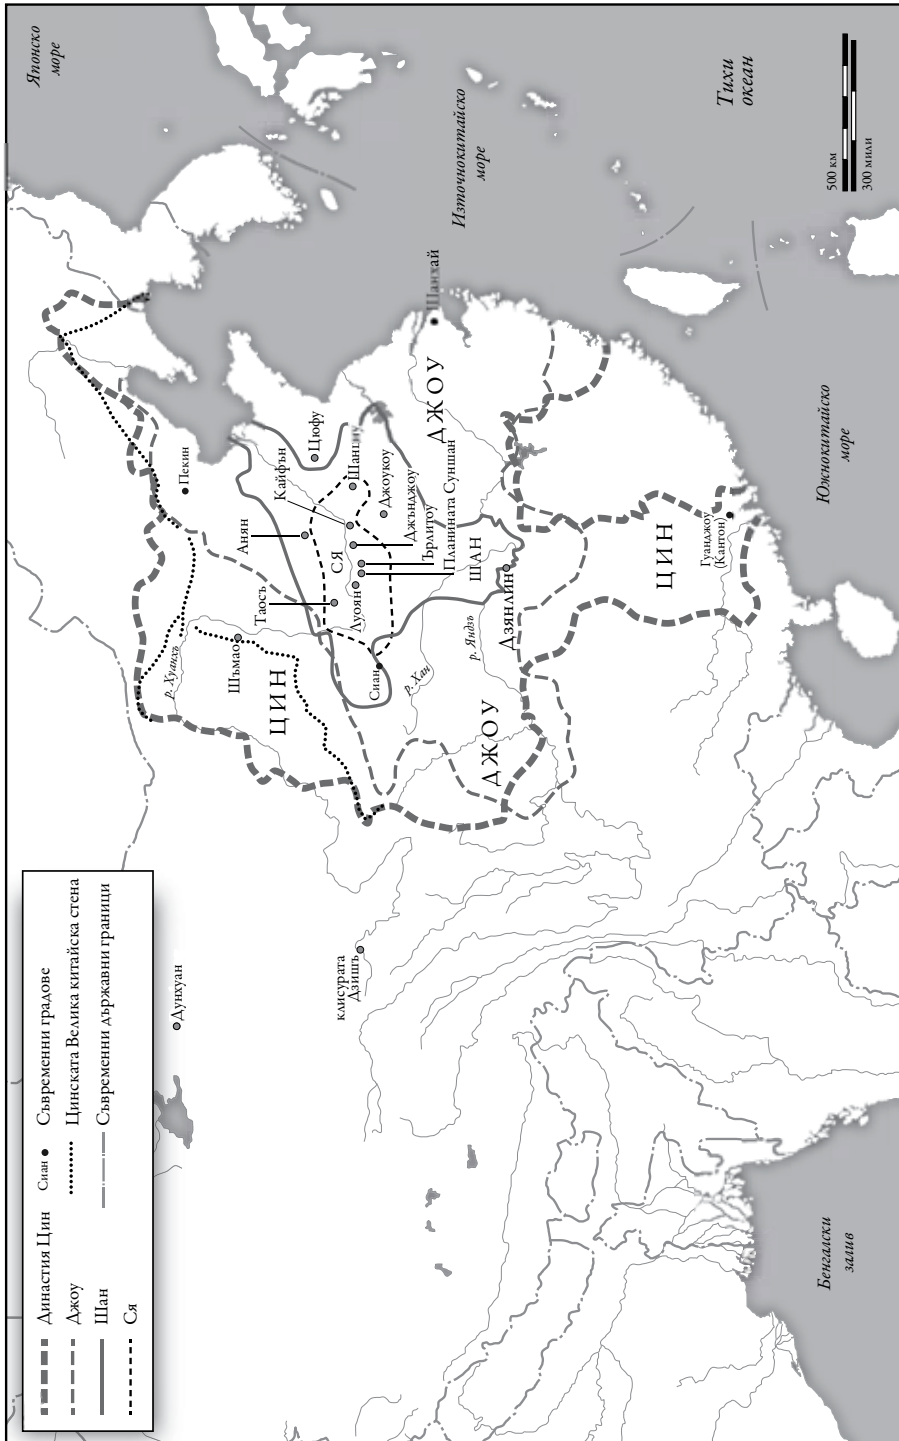 Династия Цин
Джоу
Шан
Ся
Сиан
Съвременни градове
Цинската Велика китайска стена
Съвременни държавни граници
Дунхуан
клисурата
Дзишъ
р. Хуанхъ
Шъмао
ЦИН
Пекин
Таосъ
Анян
Кайфън
Цюфу
СЯ
Шанцю
Луоян
Джоукоу
Джънджоу
Ърлитоу
Планината Суншан
Сиан
р. Хан
ШАН
р. Яндзъ
Дзянлин
ДЖОУ
ДЖОУ
Шанхай
ЦИН
Гуанджоу
(Кантон)
Японско
море
Източнокитайско
море
Тихи
океан
Южнокитайско
море
Бенгалски
залив
500 км
300 мили